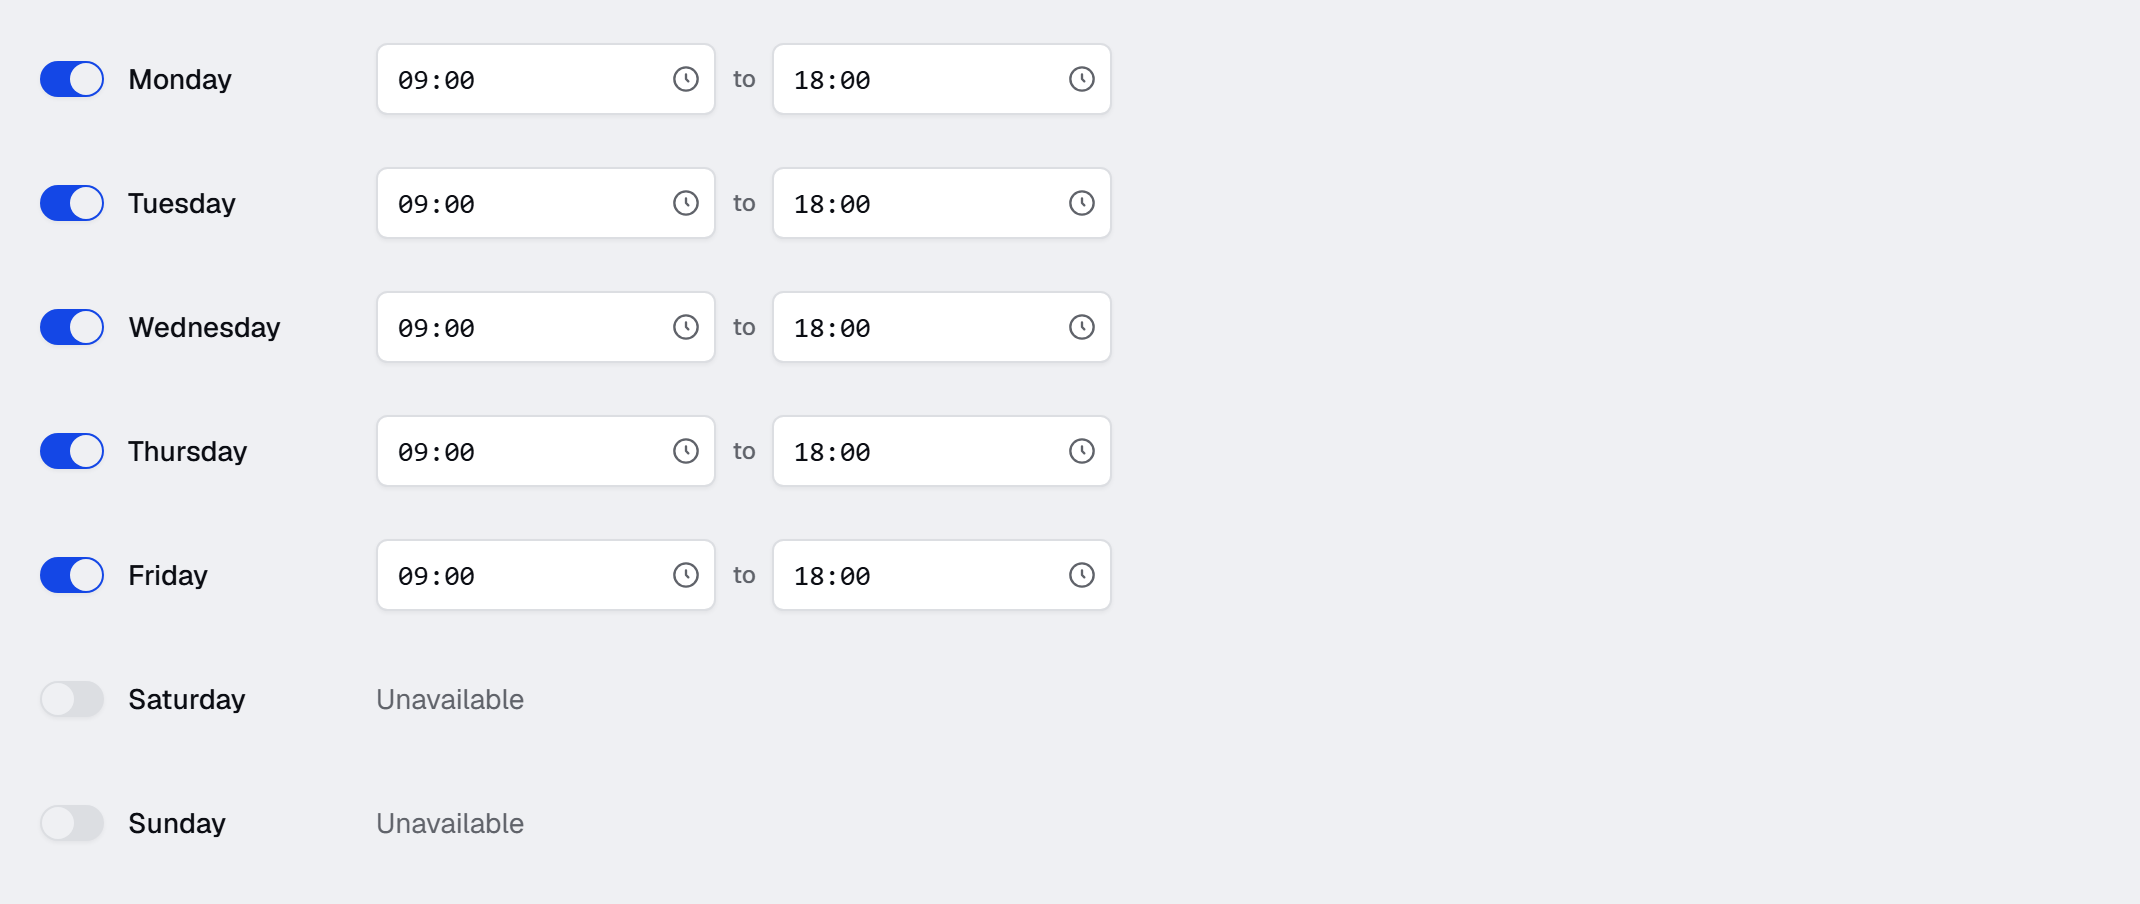 Monday 09:00 to 18:00
Tuesday 09:00 to 18:00
Wednesday 09:00 to 18:00
Thursday 09:00 to 18:00
Friday 09:00 to 18:00
Saturday Unavailable
Sunday Unavailable